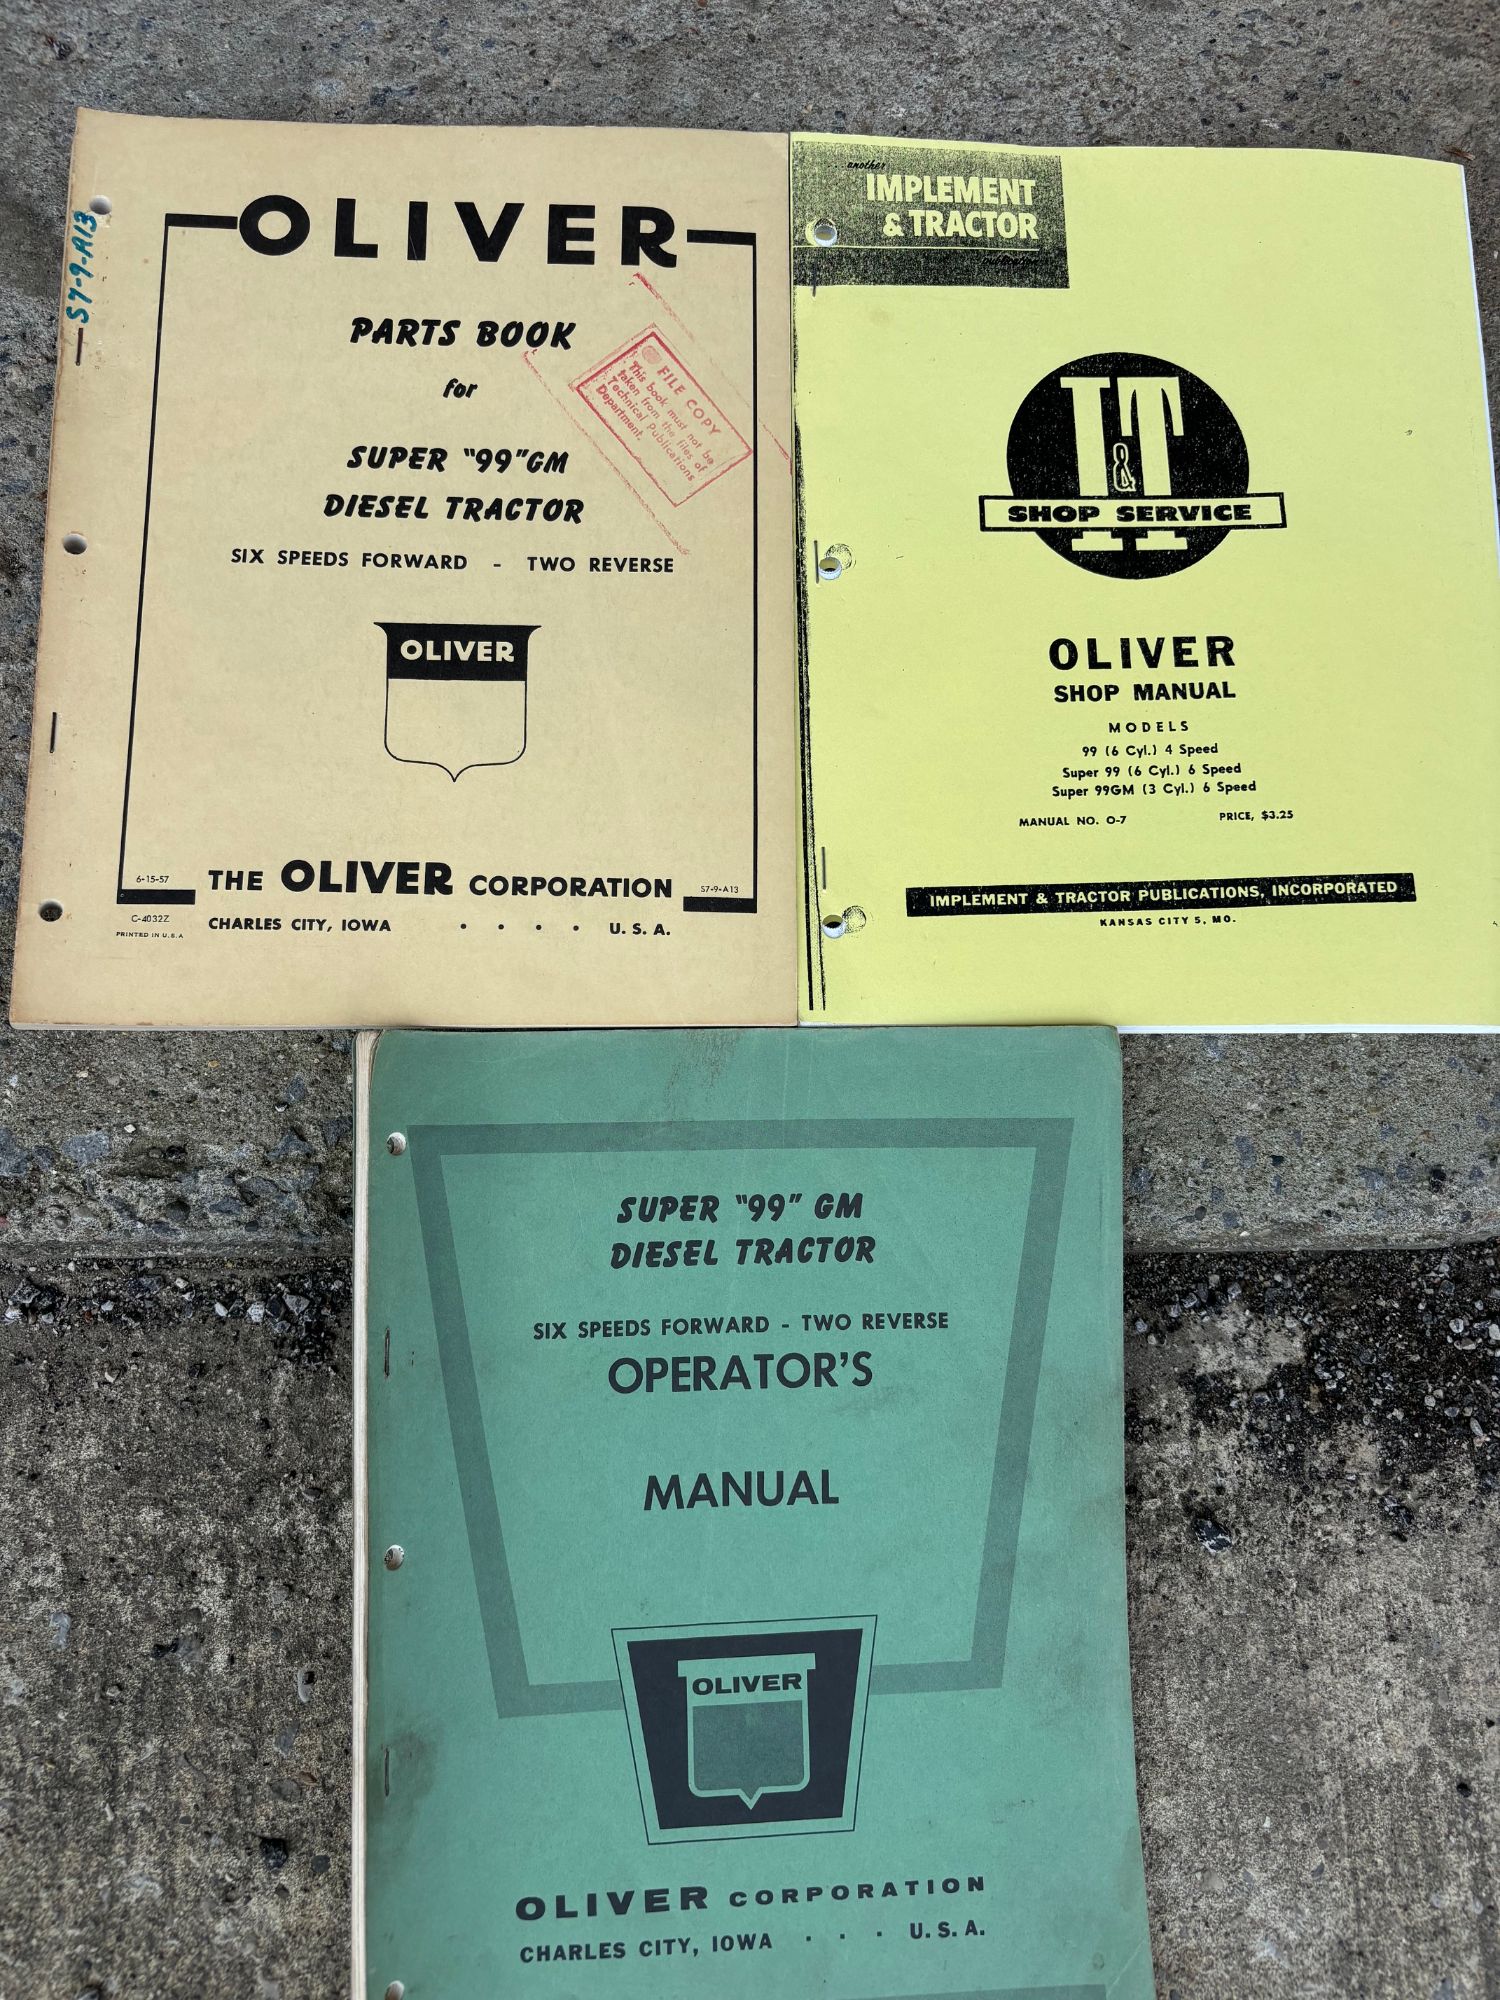 S7-9-A13
OLIVER
PARTS BOOK
for
SUPER "99" GM
DIESEL TRACTOR
SIX SPEEDS FORWARD - TWO REVERSE
FILE COPY
This book must not be
taken from the files of
Technical Publications
Department.
OLIVER
6-15-57
THE OLIVER CORPORATION
S7-9-A13
C-4032Z
PRINTED IN U.S.A
CHARLES CITY, IOWA . . . . U. S. A.
...another
IMPLEMENT
& TRACTOR
I&T
SHOP SERVICE
OLIVER
SHOP MANUAL
MODELS
99 (6 Cyl.) 4 Speed
Super 99 (6 Cyl.) 6 Speed
Super 99GM (3 Cyl.) 6 Speed
MANUAL NO. O-7 PRICE, $3.25
IMPLEMENT & TRACTOR PUBLICATIONS, INCORPORATED
KANSAS CITY 5, MO.
SUPER "99" GM
DIESEL TRACTOR
SIX SPEEDS FORWARD - TWO REVERSE
OPERATOR'S
MANUAL
OLIVER
OLIVER CORPORATION
CHARLES CITY, IOWA . . . U. S. A.